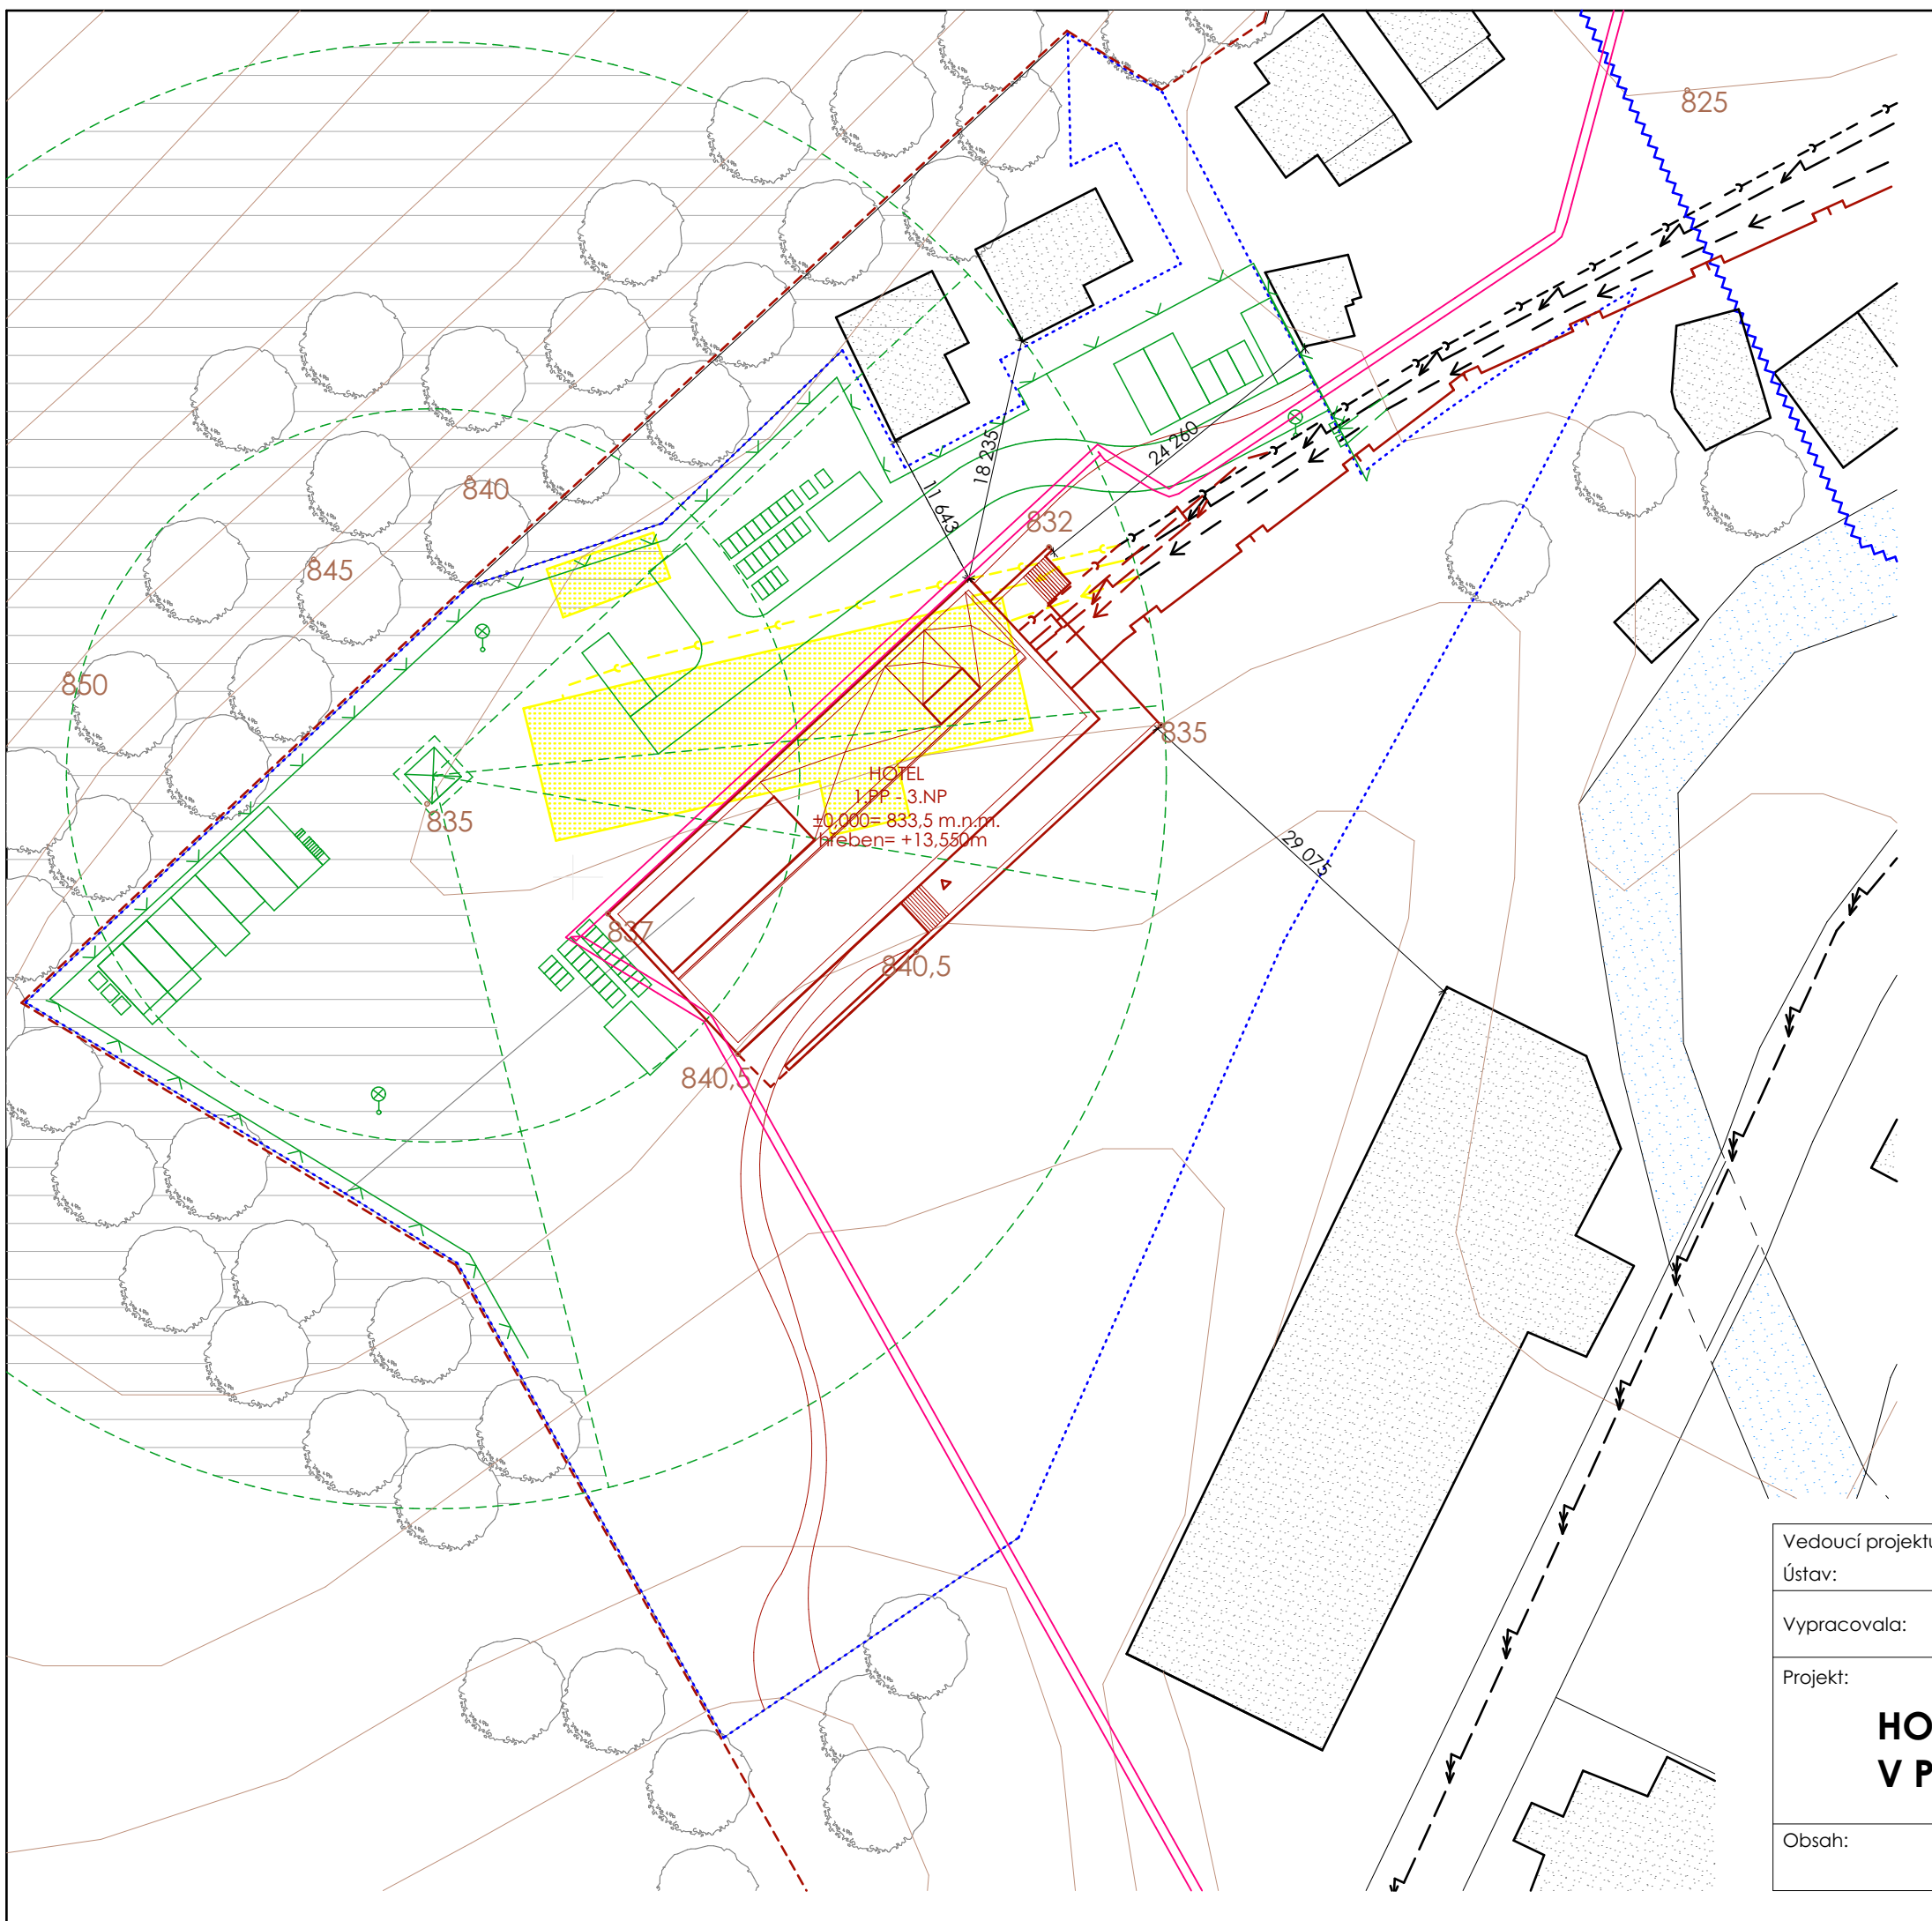 825
840
832
845
850
835
835
837
840,5
840,5
11 643
18 235
24 260
29 075
HOTEL
1.PP - 3.NP
±0,000= 833,5 m.n.m.
hřeben= +13,550m
Vedoucí projektu
Ústav:
Vypracovala:
Projekt:
HO
V P
Obsah: